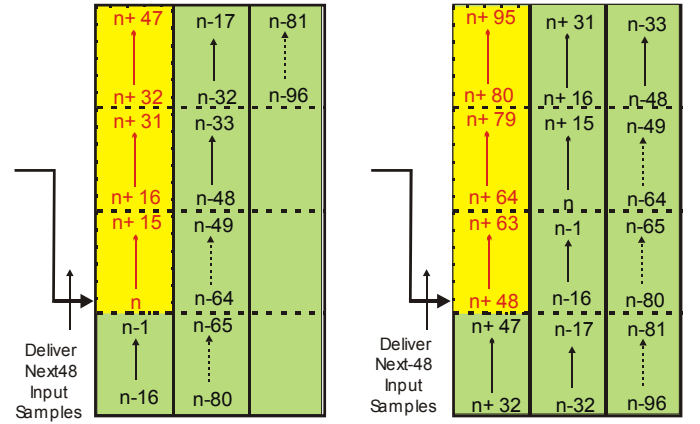 n+ 47 n-17 n-81
n+ 32 n-32 n-96
n+ 31 n-33
n+ 16 n-48
n+ 15 n-49
n n-64
n-1 n-65
n-16 n-80
Deliver
Next48
Input
Samples
n+ 95 n+ 31 n-33
n+ 80 n+ 16 n-48
n+ 79 n+ 15 n-49
n+ 64 n n-64
n+ 63 n-1 n-65
n+ 48 n-16 n-80
n+ 47 n-17 n-81
n+ 32 n-32 n-96
Deliver
Next-48
Input
Samples